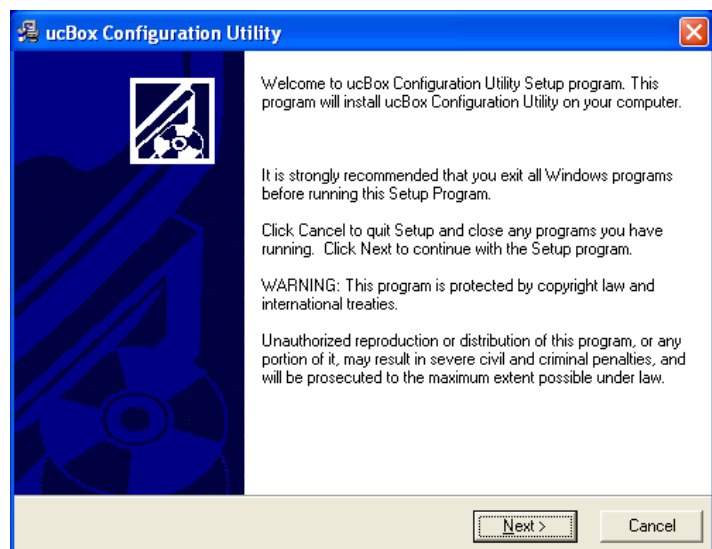 ucBox Configuration Utility
Welcome to ucBox Configuration Utility Setup program. This
program will install ucBox Configuration Utility on your computer.
It is strongly recommended that you exit all Windows programs
before running this Setup Program.
Click Cancel to quit Setup and close any programs you have
running. Click Next to continue with the Setup program.
WARNING: This program is protected by copyright law and
international treaties.
Unauthorized reproduction or distribution of this program, or any
portion of it, may result in severe civil and criminal penalties, and
will be prosecuted to the maximum extent possible under law.
Next > Cancel